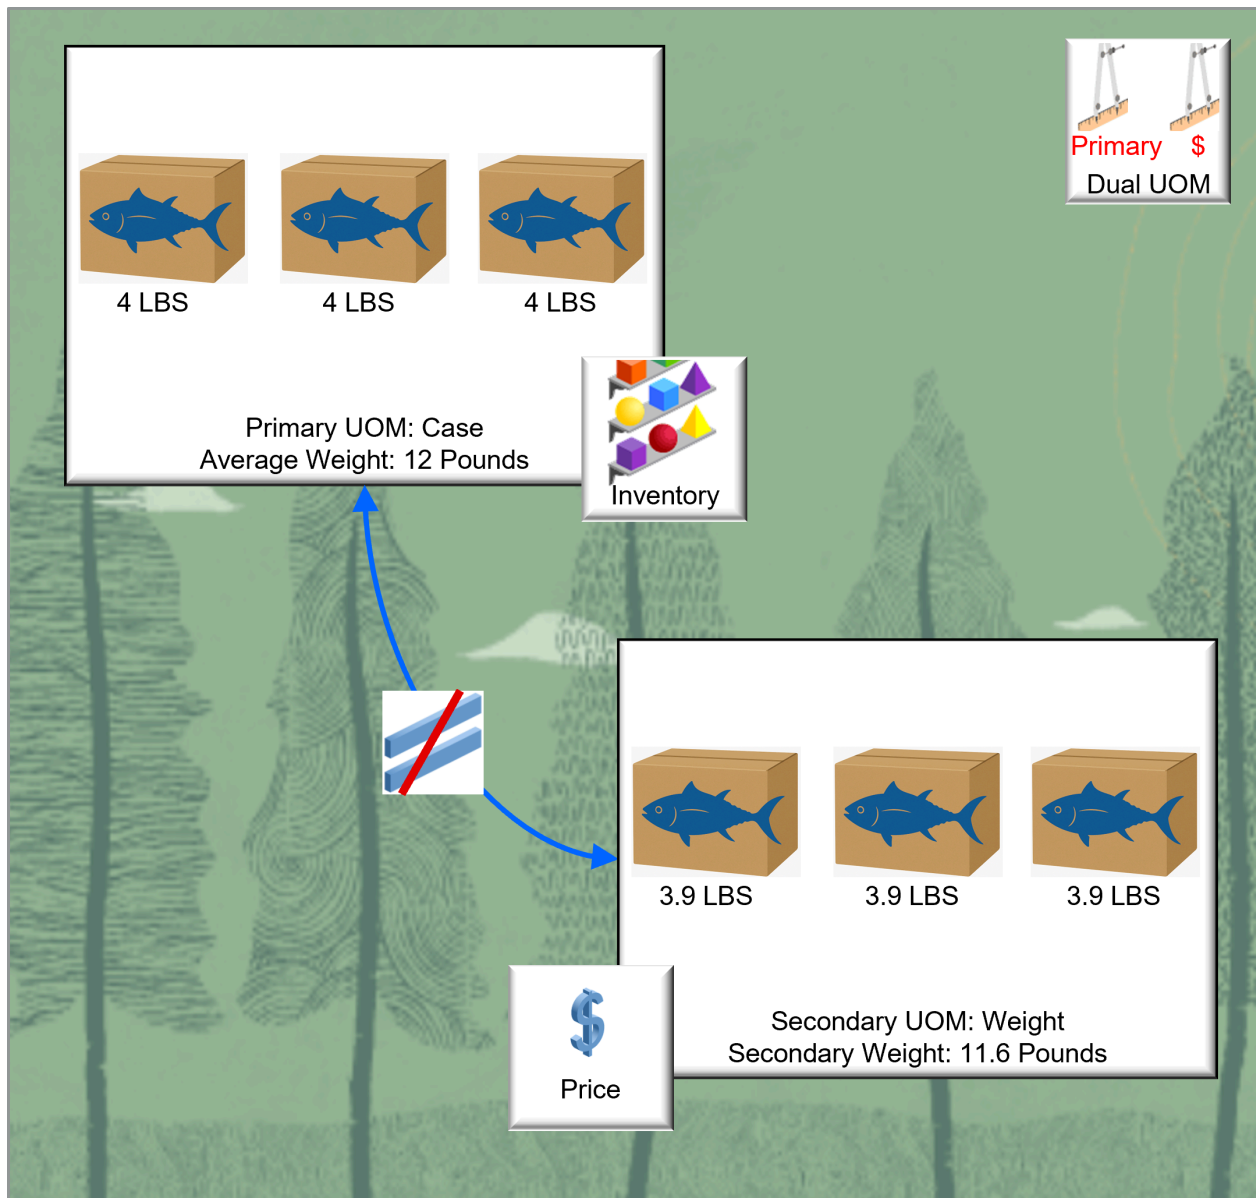 Primary $
Dual UOM
4 LBS 4 LBS 4 LBS
Primary UOM: Case
Average Weight: 12 Pounds
Inventory
3.9 LBS 3.9 LBS 3.9 LBS
Secondary UOM: Weight
Secondary Weight: 11.6 Pounds
$
Price